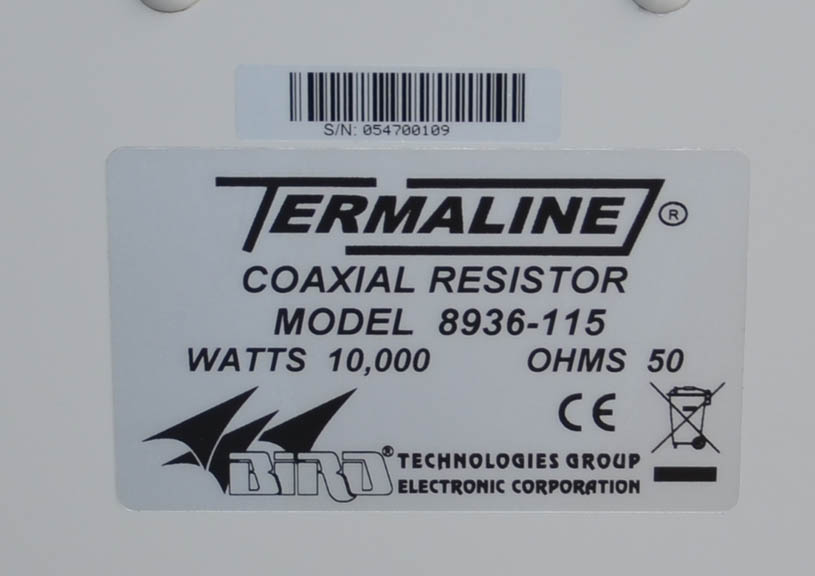 S/N: 054700109
TERMALINE®
COAXIAL RESISTOR
MODEL 8936-115
WATTS 10,000 OHMS 50
CE
BIRD® TECHNOLOGIES GROUP
ELECTRONIC CORPORATION